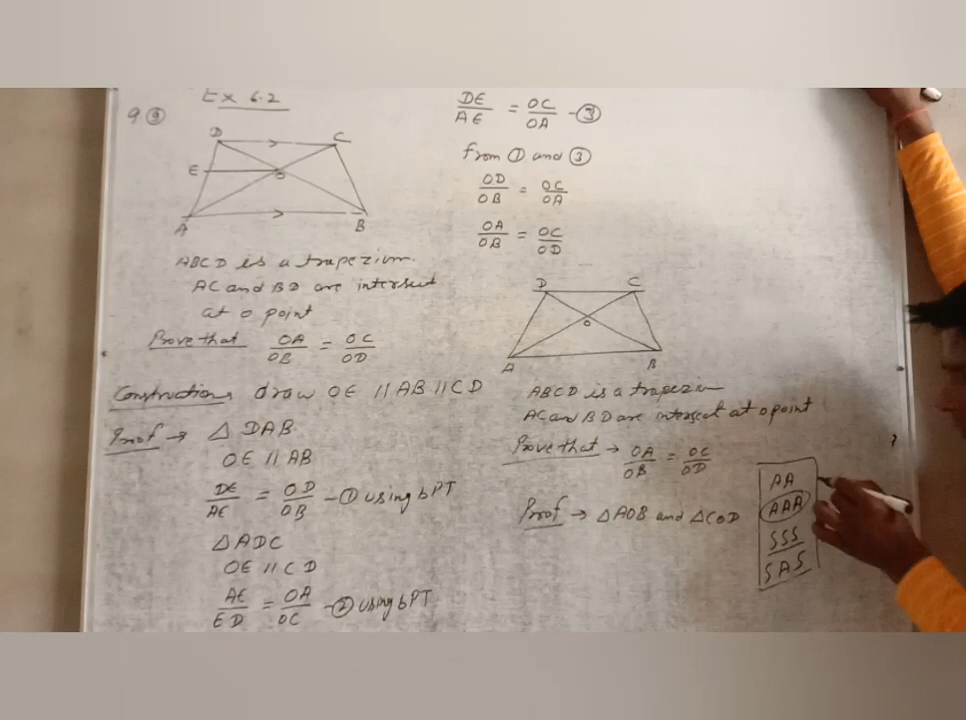 Ex 6.2
9 ⑨
D C
E O
A B
ABCD is a trapezium.
AC and BD are intersect
at o point
Prove that OA/OB = OC/OD
Construction, draw OE // AB // CD
Proof → △ DAB.
OE // AB
DE/AE = OD/OB - ① using bPT
△ADC
OE // CD
AE/ED = OA/OC - ② using bPT
DE/AE = OC/OA - ③
from ① and ③
OD/OB = OC/OA
OA/OB = OC/OD
D C
O
A B
ABCD is a trapeziu
AC and BD are intersect at o point
Prove that → OA/OB = OC/OD
Proof → △AOB and △COD
AA
AAA
SSS
SAS